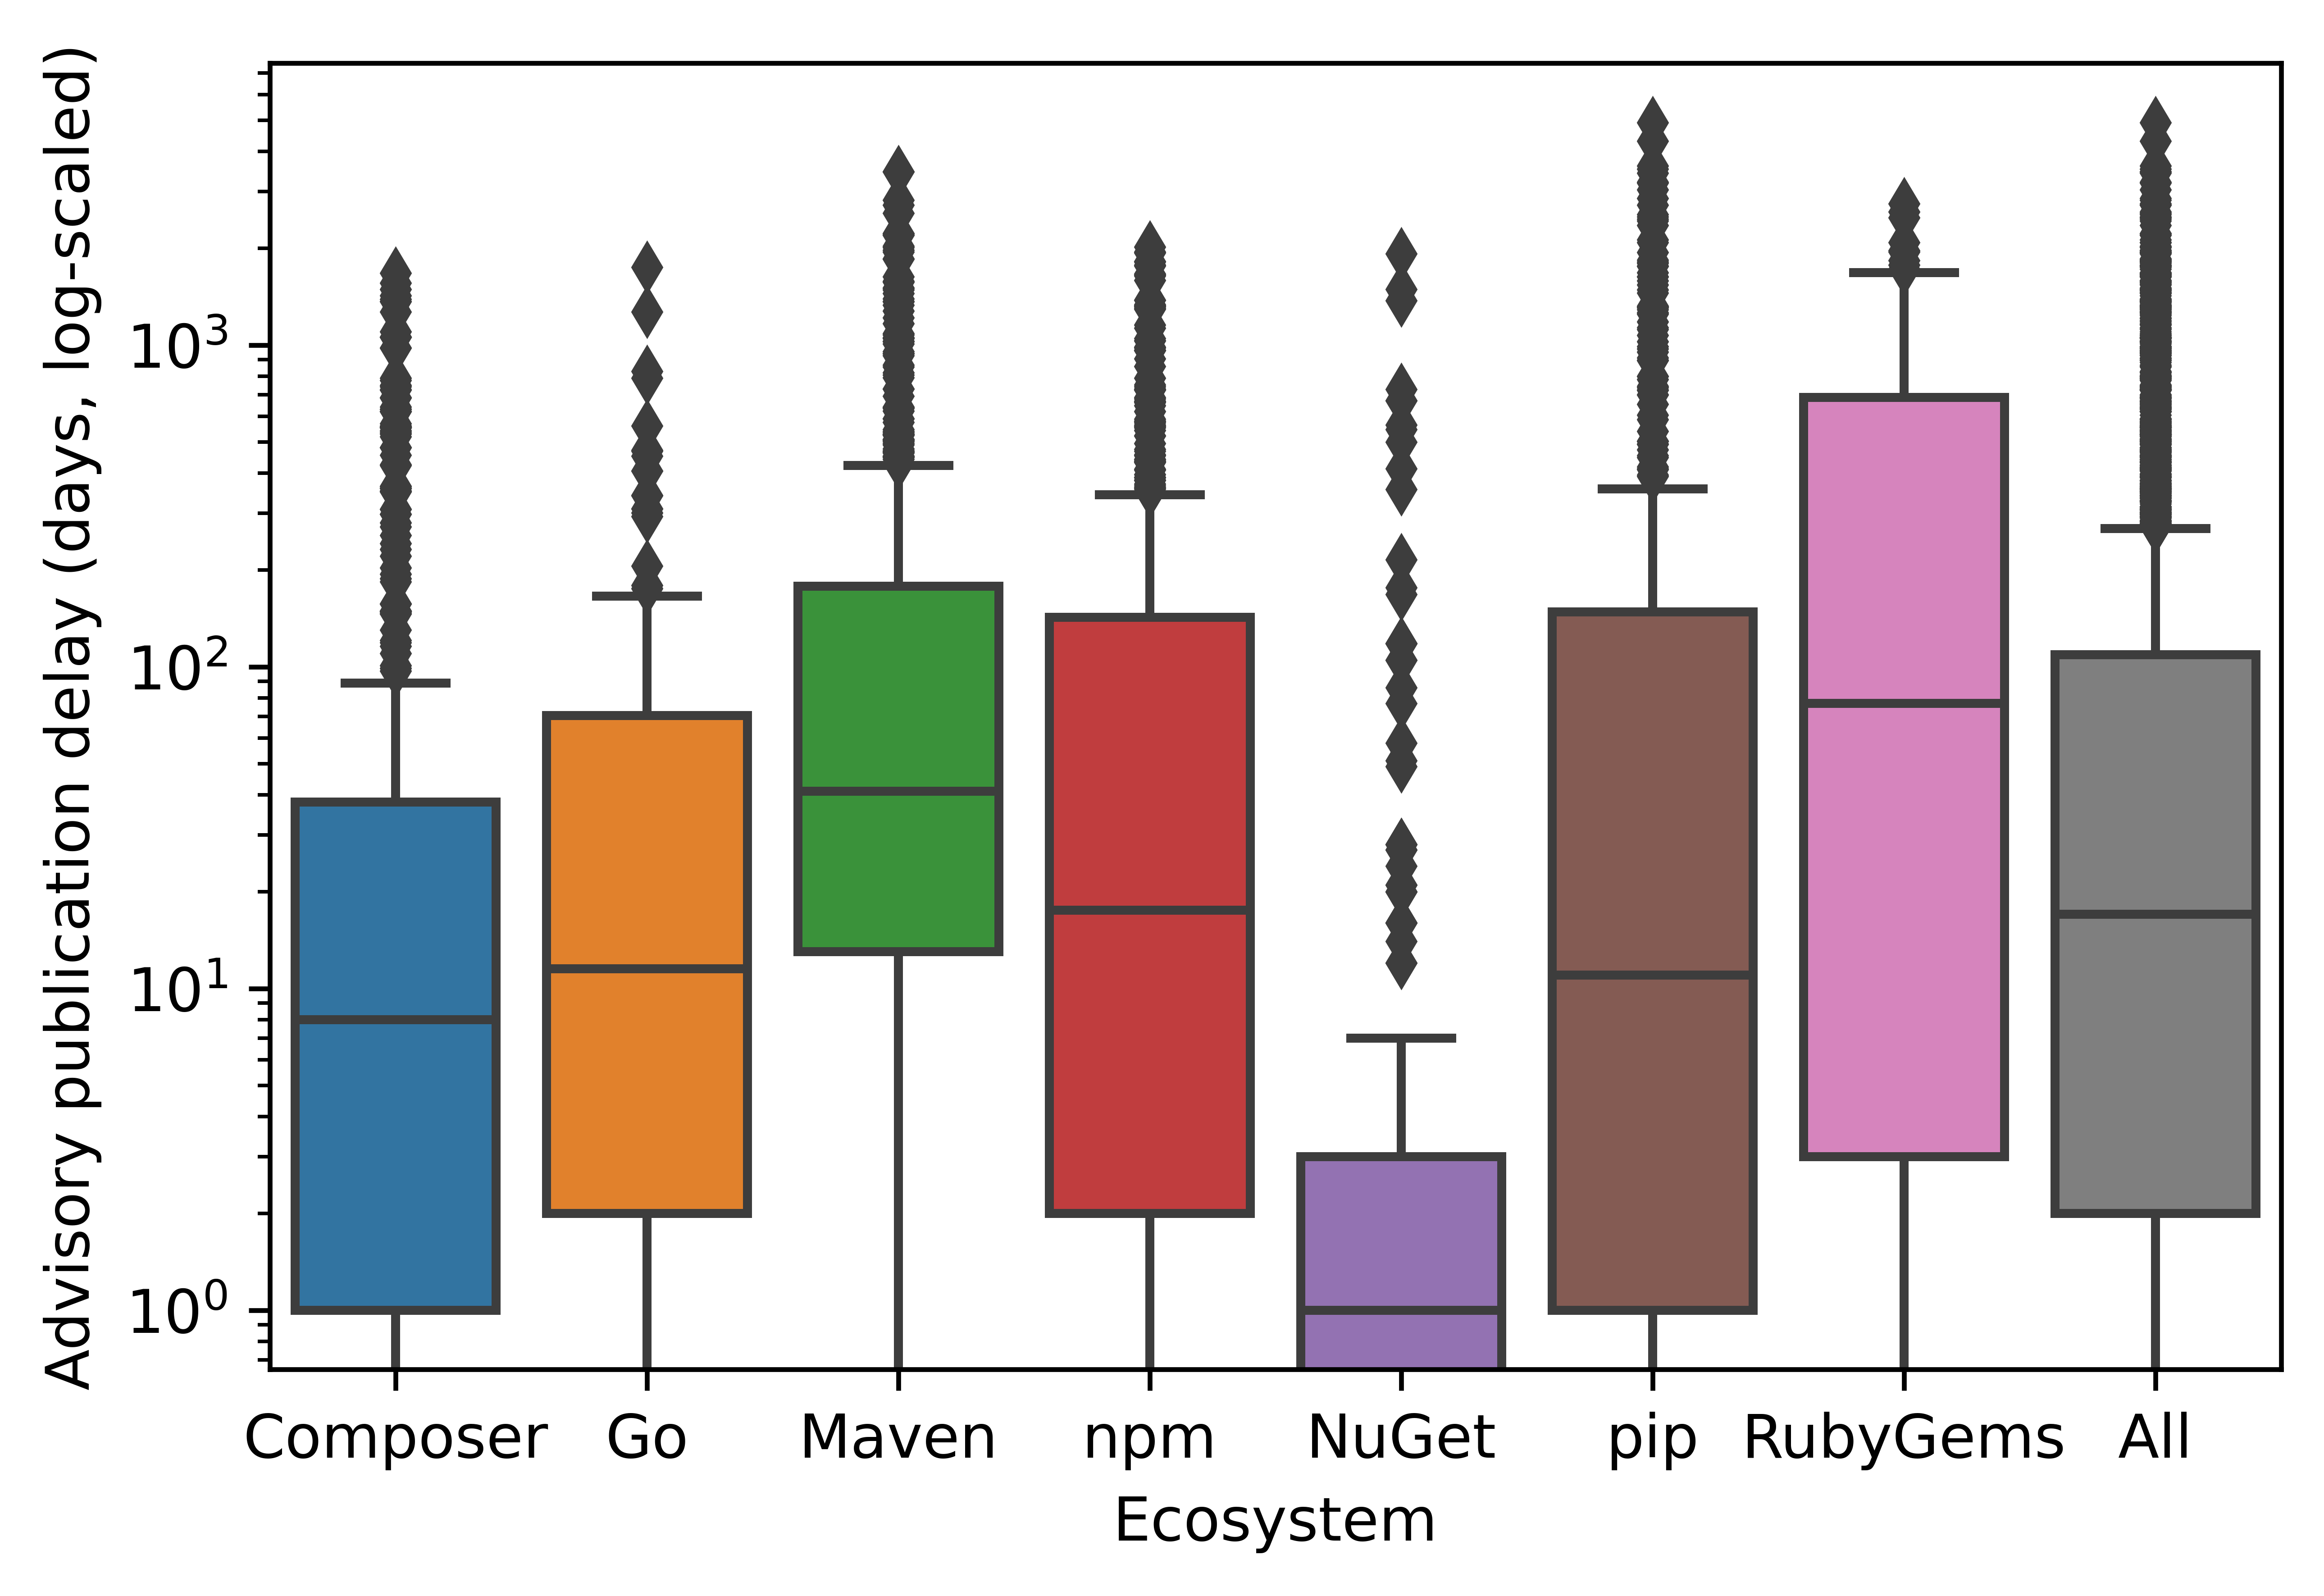 Advisory publication delay (days, log-scaled)
10³
10²
10¹
10⁰
Composer Go Maven npm NuGet pip RubyGems All
Ecosystem